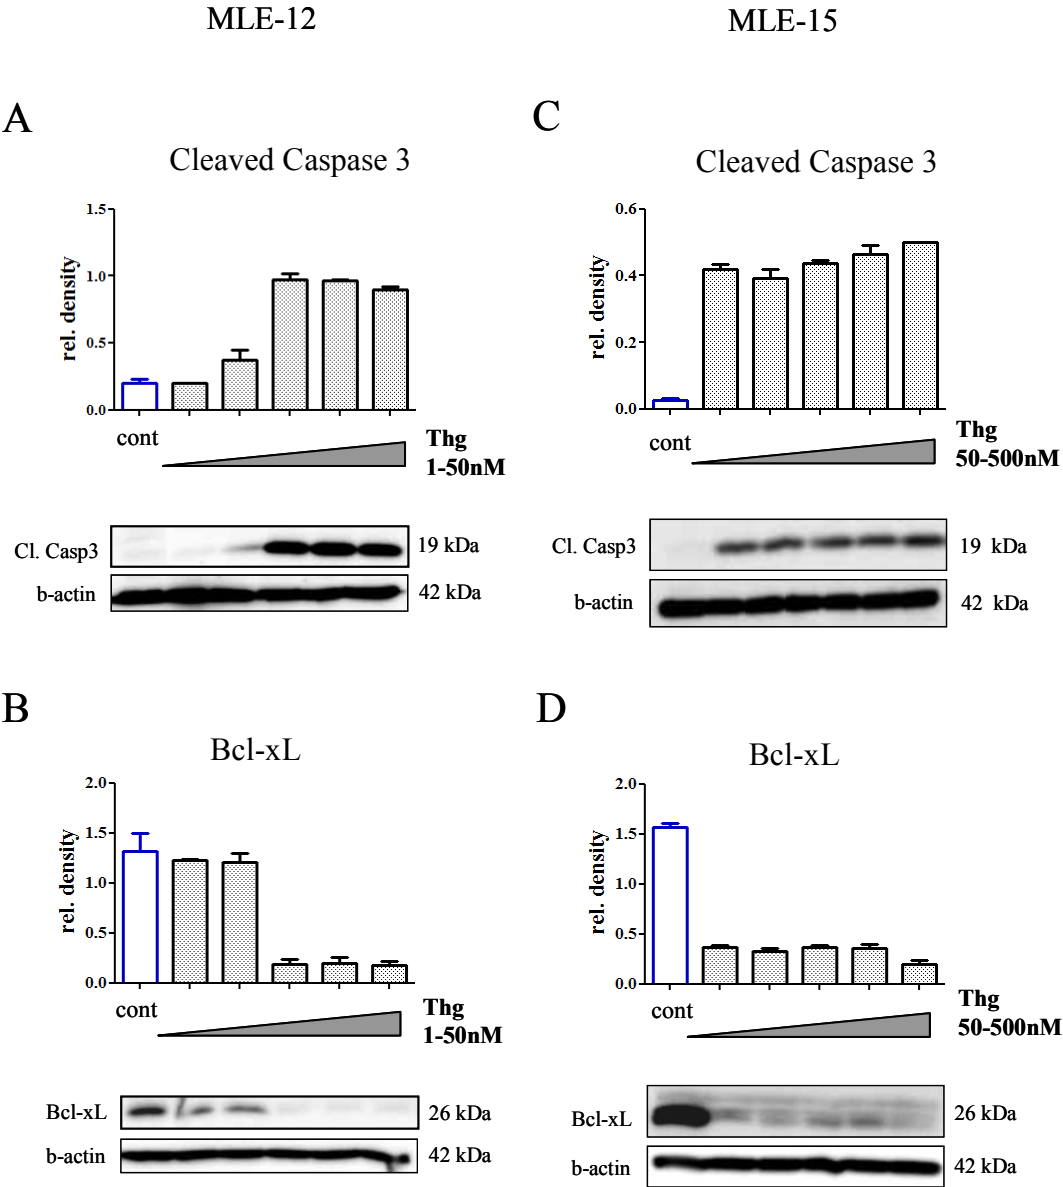 MLE-12
MLE-15
A
Cleaved Caspase 3
rel. density
1.5
1.0
0.5
0.0
cont
Thg
1-50nM
Cl. Casp3
19 kDa
b-actin
42 kDa
C
Cleaved Caspase 3
rel. density
0.6
0.4
0.2
0.0
cont
Thg
50-500nM
Cl. Casp3
19 kDa
b-actin
42 kDa
B
Bcl-xL
rel. density
2.0
1.5
1.0
0.5
0.0
cont
Thg
1-50nM
Bcl-xL
26 kDa
b-actin
42 kDa
D
Bcl-xL
rel. density
2.0
1.5
1.0
0.5
0.0
cont
Thg
50-500nM
Bcl-xL
26 kDa
b-actin
42 kDa